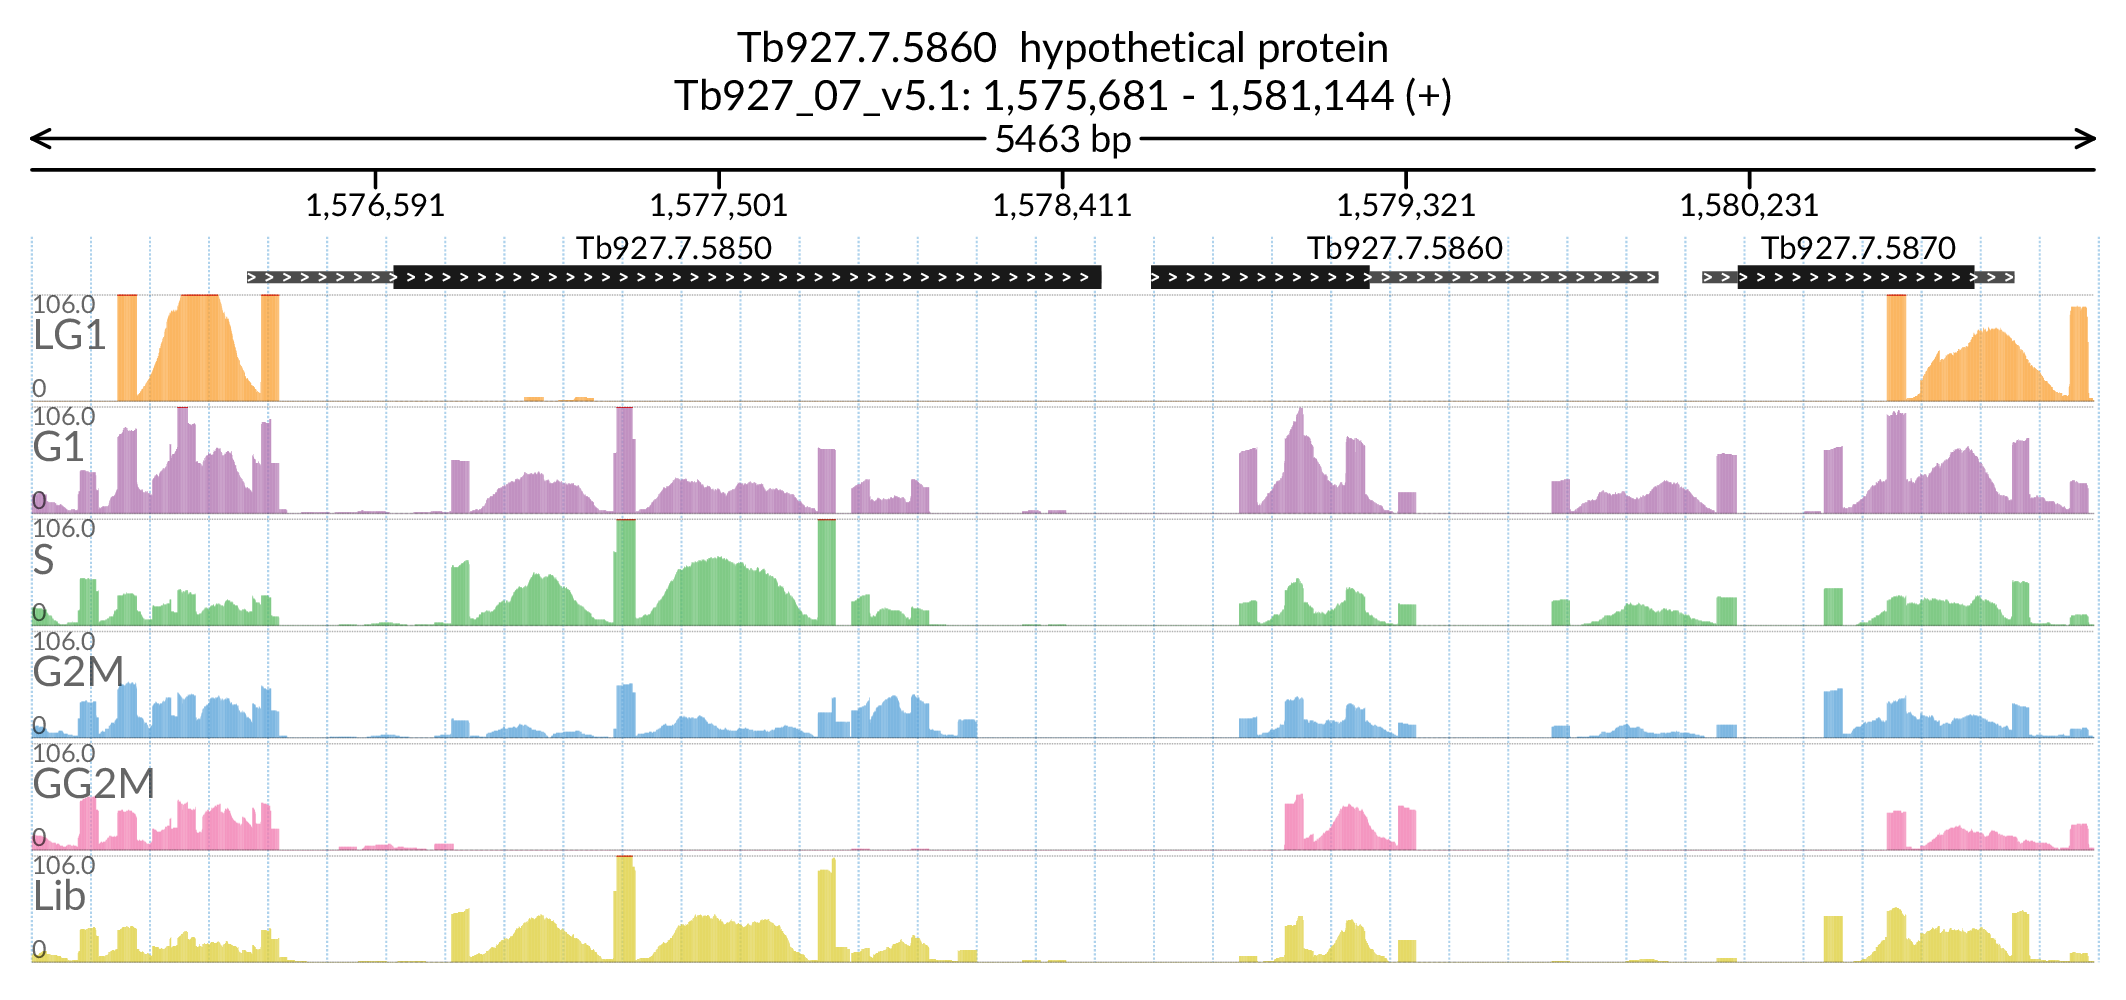 Tb927.7.5860 hypothetical protein
Tb927_07_v5.1: 1,575,681 - 1,581,144 (+)
5463 bp
1,576,591 1,577,501 1,578,411 1,579,321 1,580,231
Tb927.7.5850 Tb927.7.5860 Tb927.7.5870
106.0
LG1
0
106.0
G1
0
106.0
S
0
106.0
G2M
0
106.0
GG2M
0
106.0
Lib
0